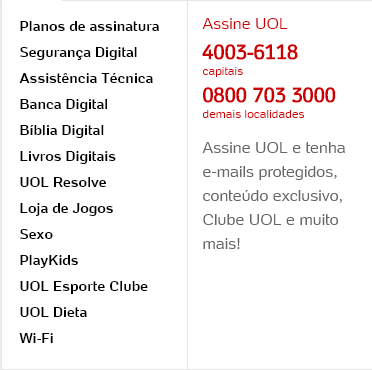 Planos de assinatura
Segurança Digital
Assistência Técnica
Banca Digital
Bíblia Digital
Livros Digitais
UOL Resolve
Loja de Jogos
Sexo
PlayKids
UOL Esporte Clube
UOL Dieta
Wi-Fi
Assine UOL
4003-6118
capitais
0800 703 3000
demais localidades
Assine UOL e tenha
e-mails protegidos,
conteúdo exclusivo,
Clube UOL e muito
mais!